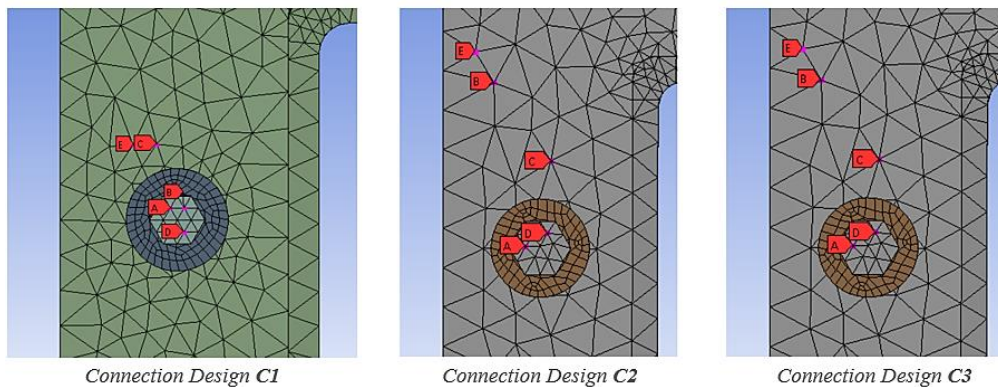 E C
B
A
D
E
B
C
D
A
E
B
C
D
A
Connection Design C1
Connection Design C2
Connection Design C3